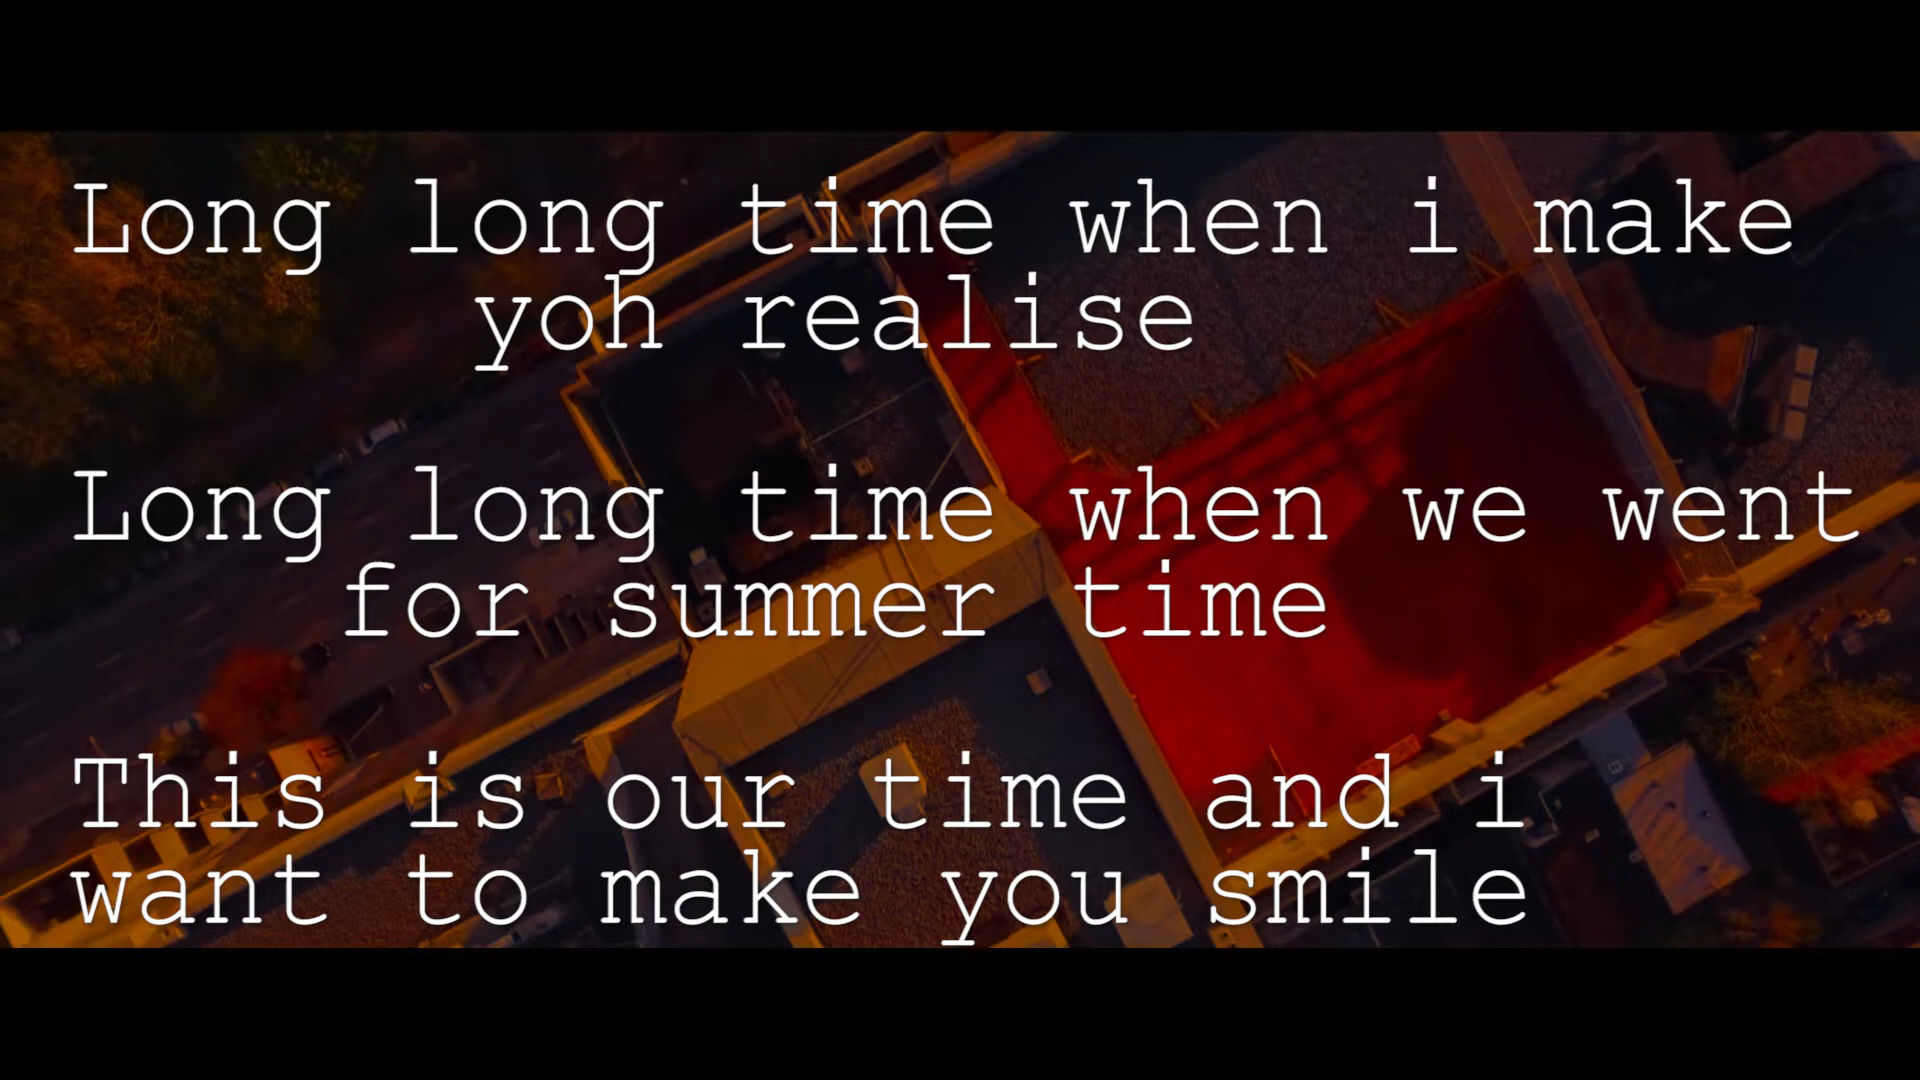 Long long time when i make
yoh realise
Long long time when we went
for summer time
This is our time and i
want to make you smile